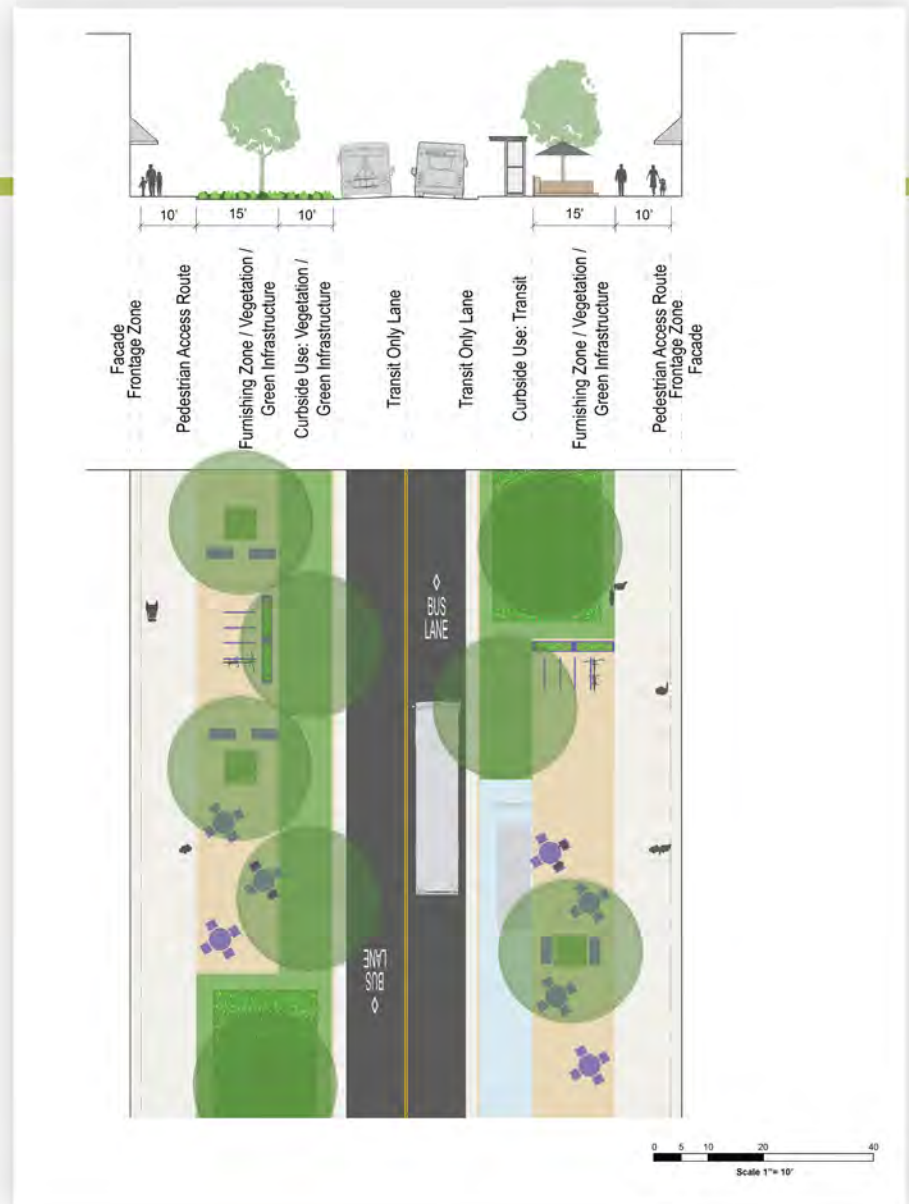 10'
15'
10'
15'
10'
Facade
Frontage Zone
Pedestrian Access Route
Furnishing Zone / Vegetation /
Green Infrastructure
Curbside Use: Vegetation /
Green Infrastructure
Transit Only Lane
Transit Only Lane
Curbside Use: Transit
Furnishing Zone / Vegetation /
Green Infrastructure
Pedestrian Access Route
Frontage Zone
Facade
BUS
LANE
BUS
LANE
0 5 10 20 40
Scale 1"= 10'